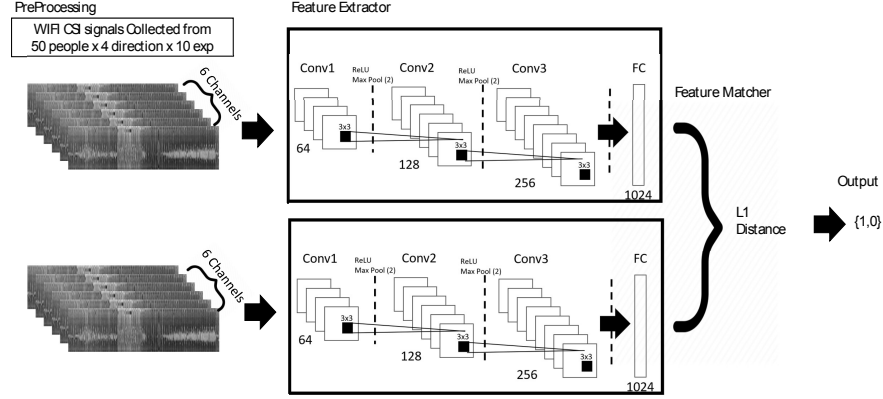 PreProcessing
WIFI CSI signals Collected from
50 people x 4 direction x 10 exp
6 Channels
Feature Extractor
Conv1
ReLU
Max Pool (2)
Conv2
ReLU
Max Pool (2)
Conv3
FC
3x3
64
3x3
128
3x3
256
1024
Feature Matcher
L1
Distance
Output
{1,0}
6 Channels
Conv1
ReLU
Max Pool (2)
Conv2
ReLU
Max Pool (2)
Conv3
FC
3x3
64
3x3
128
3x3
256
1024